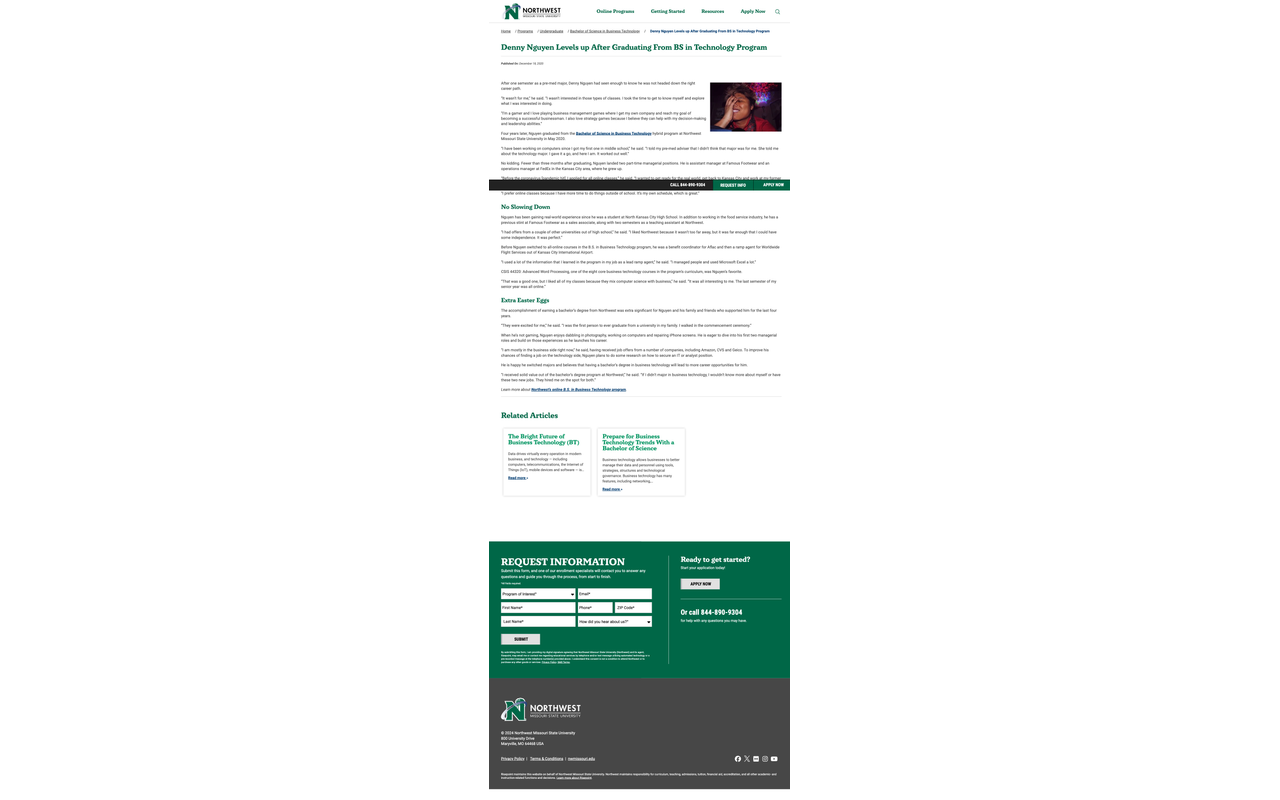 NORTHWEST
MISSOURI STATE UNIVERSITY
Online Programs
Getting Started
Resources
Apply Now
Home / Programs / Undergraduate / Bachelor of Science in Business Technology / Denny Nguyen Levels up After Graduating From BS in Technology Program
Denny Nguyen Levels up After Graduating From BS in Technology Program
After one semester as a pre-med major, Denny Nguyen had seen enough to know he was not headed down the right
career path.
"It wasn't for me," he said. "I wasn't interested in those types of classes. I took the time to get to know myself and explore
what I was interested in doing.
"I'm a gamer and I love playing business management games where I get my own company and reach my goal of
becoming a successful businessman. I also love strategy games because I believe they can help with my decision-making
and leadership abilities."
Four years later, Nguyen graduated from the Bachelor of Science in Business Technology hybrid program at Northwest
Missouri State University in May 2020.
"I have been working on computers since I got my first one in middle school," he said. "I told my pre-med adviser that I didn't think that major was for me. She told me
about the technology major. I gave it a go, and here I am. It worked out well."
No kidding. Fewer than three months after graduating, Nguyen landed two part-time managerial positions. He is assistant manager at Famous Footwear and an
operations manager at FedEx in the Kansas City area, where he grew up.
"Before the coronavirus pandemic hit, I applied for all online classes," he said. "I wanted to get ready for the real world, get back to Kansas City and work at my former
CALL 844-890-9304
REQUEST INFO
APPLY NOW
"I prefer online classes because I have more time to do things outside of school. It's my own schedule, which is great."
No Slowing Down
Nguyen has been gaining real-world experience since he was a student at North Kansas City High School. In addition to working in the food service industry, he has a
previous stint at Famous Footwear as a sales associate, along with two semesters as a teaching assistant at Northwest.
"I had offers from a couple of other universities out of high school," he said. "I liked Northwest because it wasn't too far away, but it was far enough that I could have
some independence. It was perfect."
Before Nguyen switched to all-online courses in the B.S. in Business Technology program, he was a benefit coordinator for Aflac and then a ramp agent for Worldwide
Flight Services out of Kansas City International Airport.
"I used a lot of the information that I learned in the program in my job as a lead ramp agent," he said. "I managed people and used Microsoft Excel a lot."
CSIS 44320: Advanced Word Processing, one of the eight core business technology courses in the program's curriculum, was Nguyen's favorite.
"That was a good one, but I liked all of my classes because they mix computer science with business," he said. "It was all interesting to me. The last semester of my
senior year was all online."
Extra Easter Eggs
The accomplishment of earning a bachelor's degree from Northwest was extra significant for Nguyen and his family and friends who supported him for the last four
years.
"They were excited for me," he said. "I was the first person to ever graduate from a university in my family. I walked in the commencement ceremony."
When he's not gaming, Nguyen enjoys dabbling in photography, working on computers and repairing iPhone screens. He is eager to dive into his first two managerial
roles and build on those experiences as he launches his career.
"I am mostly in the business side right now," he said, having received job offers from a number of companies, including Amazon, CVS and Geico. To improve his
chances of finding a job on the technology side, Nguyen plans to do some research on how to secure an IT or analyst position.
He is happy he switched majors and believes that having a bachelor's degree in business technology will lead to more career opportunities for him.
"I received solid value out of the bachelor's degree program at Northwest," he said. "If I didn't major in business technology, I wouldn't know more about myself or have
these two new jobs. They hired me on the spot for both."
Learn more about Northwest's online B.S. in Business Technology program
Related Articles
The Bright Future of
Business Technology (BT)
Data drives virtually every operation in modern
business, and technology — including
computers, telecommunications, the Internet of
Things (IoT), mobile devices and software — is...
Read more
Prepare for Business
Technology Trends With a
Bachelor of Science
Business technology allows businesses to better
manage their data and personnel using tools,
strategies, structures and technological
governance. Business technology has many
features, including networking,...
Read more
REQUEST INFORMATION
Submit this form, and one of our enrollment specialists will contact you to answer any
questions and guide you through the process, from start to finish.
Program of Interest*
Email*
First Name*
Phone*
ZIP Code*
Last Name*
How did you hear about us?*
SUBMIT
Ready to get started?
Start your application today!
APPLY NOW
Or call 844-890-9304
for help with any questions you may have.
NORTHWEST
MISSOURI STATE UNIVERSITY
© 2024 Northwest Missouri State University
800 University Drive
Maryville, MO 64468 USA
Privacy Policy | Terms & Conditions | nwmissouri.edu